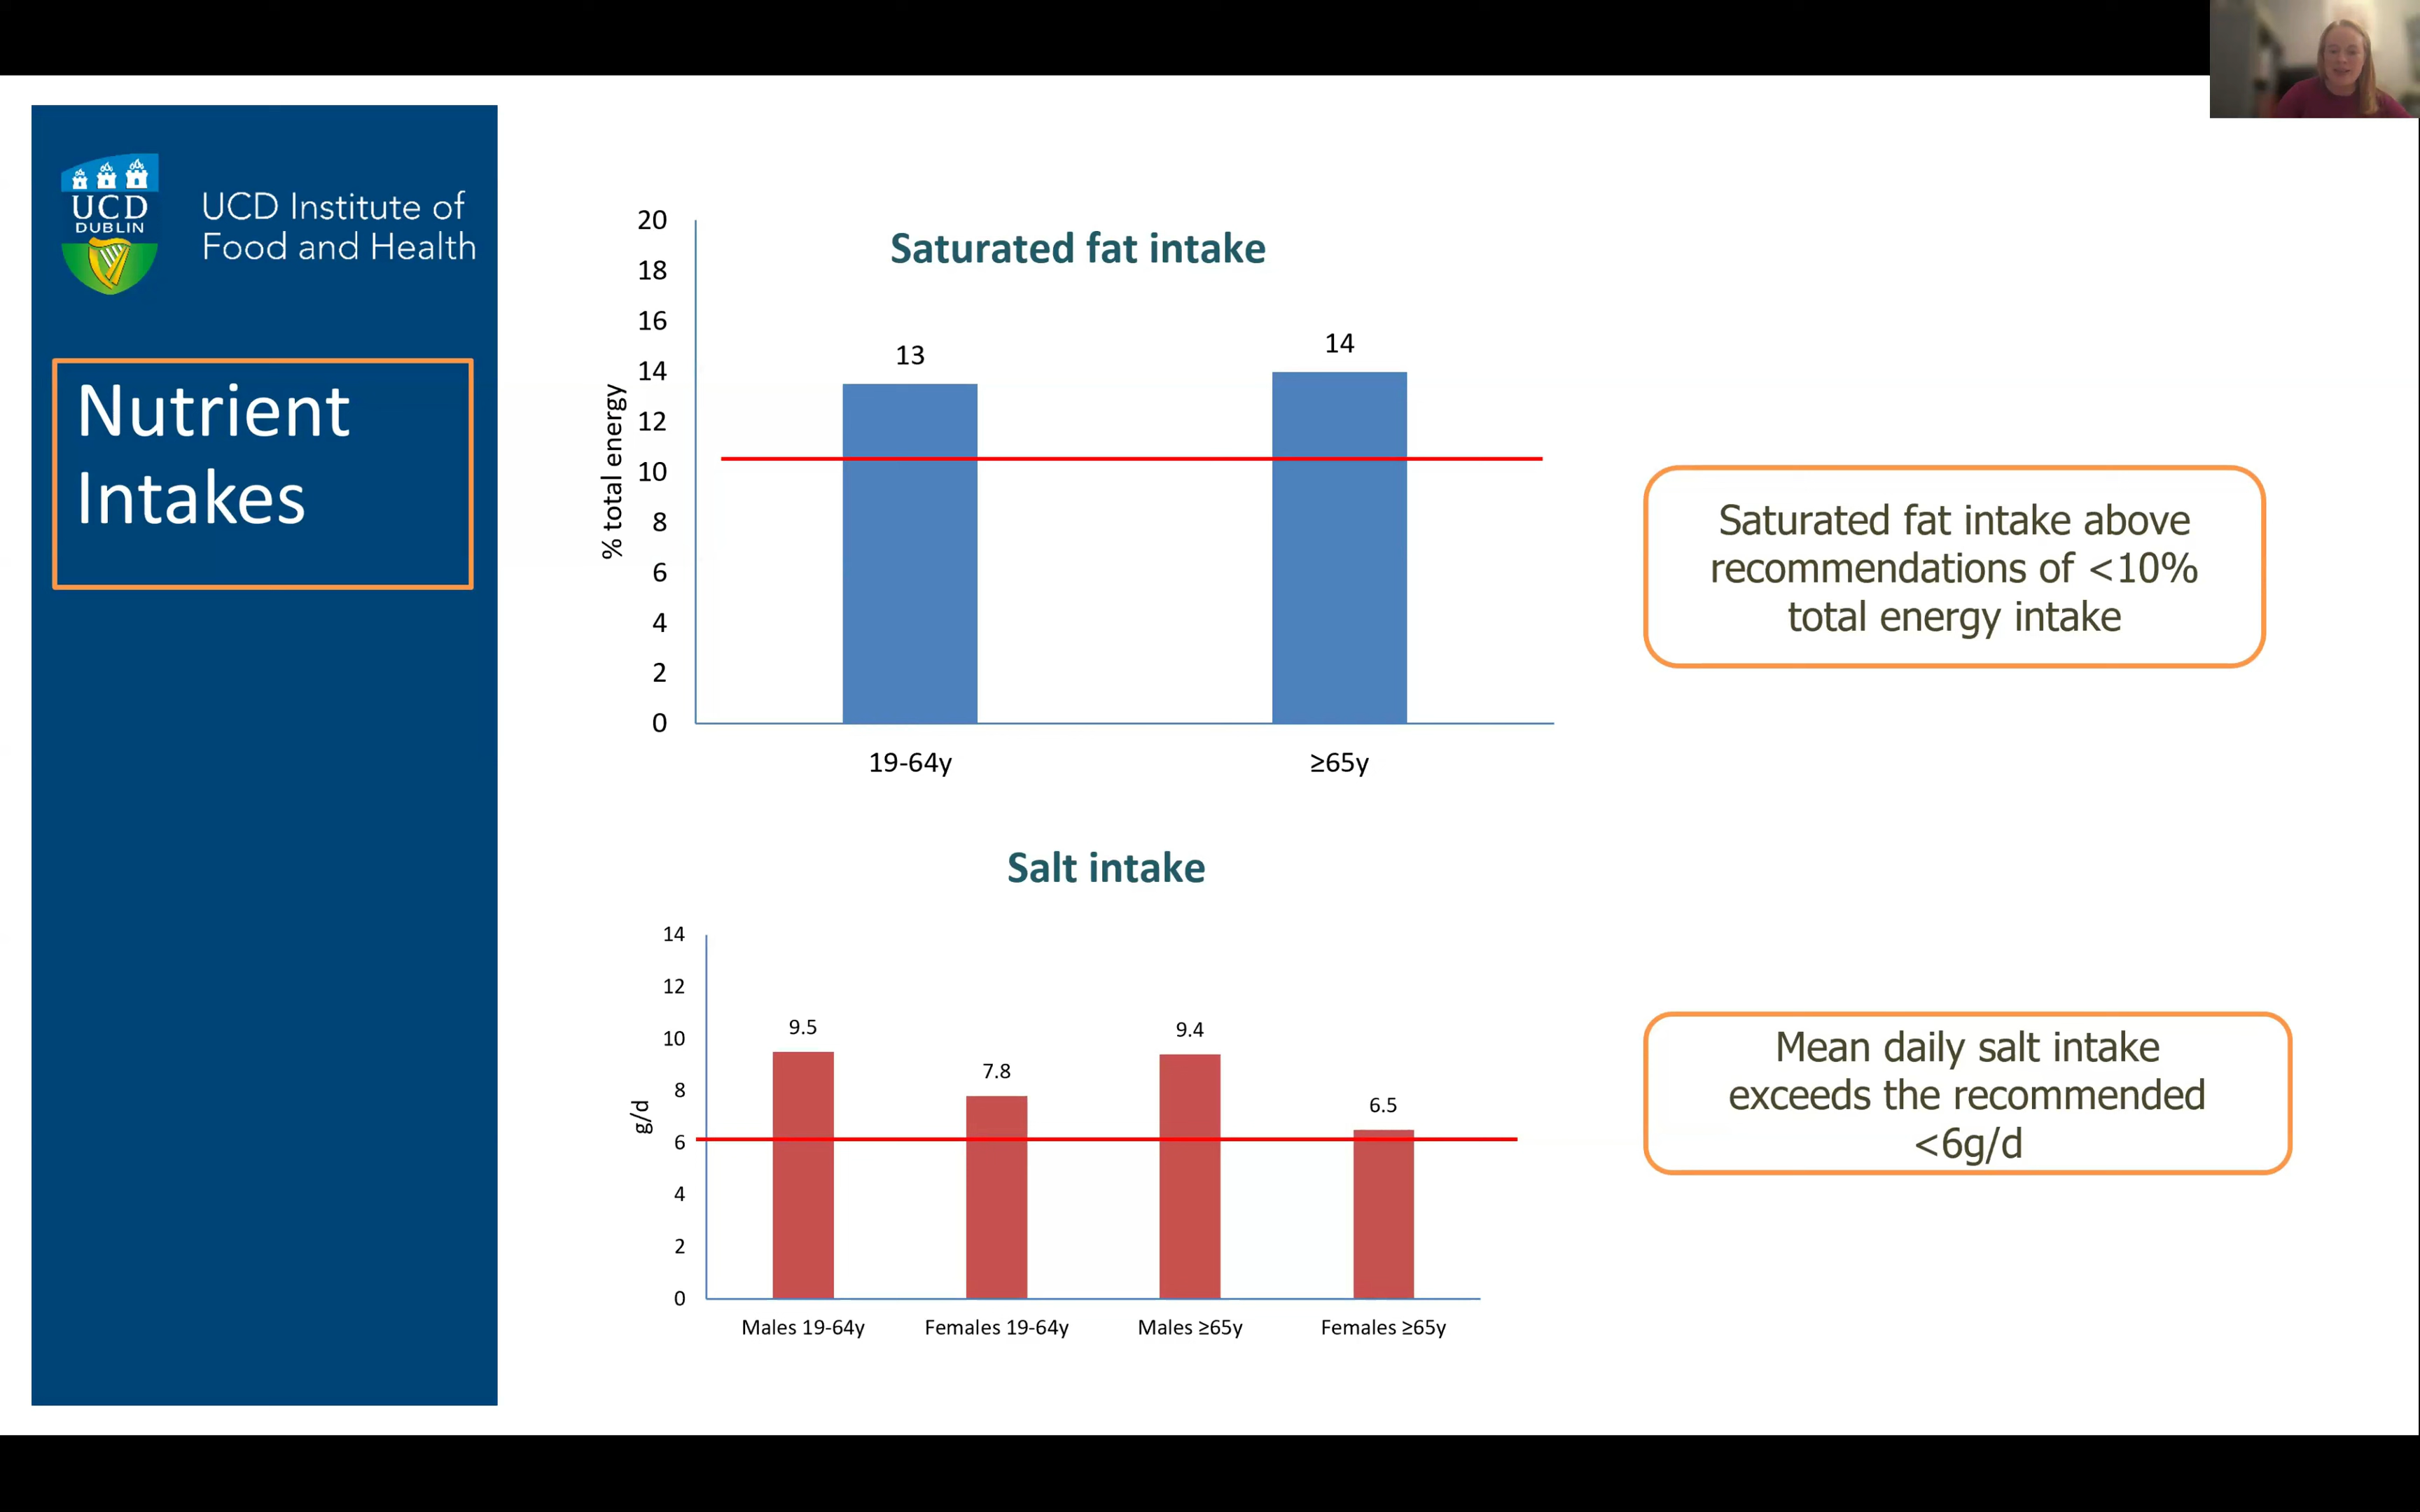 UCD
DUBLIN
UCD Institute of
Food and Health
Nutrient
Intakes
Saturated fat intake
% total energy
20
18
16
14
12
10
8
6
4
2
0
13
14
19-64y
≥65y
Saturated fat intake above
recommendations of <10%
total energy intake
Salt intake
g/d
14
12
10
8
6
4
2
0
9.5
7.8
9.4
6.5
Males 19-64y
Females 19-64y
Males ≥65y
Females ≥65y
Mean daily salt intake
exceeds the recommended
<6g/d